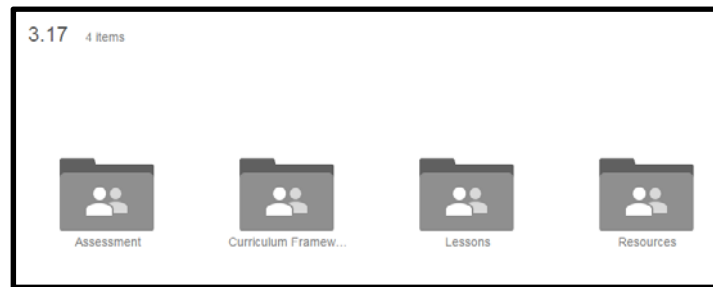 3.17 4 items
Assessment Curriculum Framew... Lessons Resources